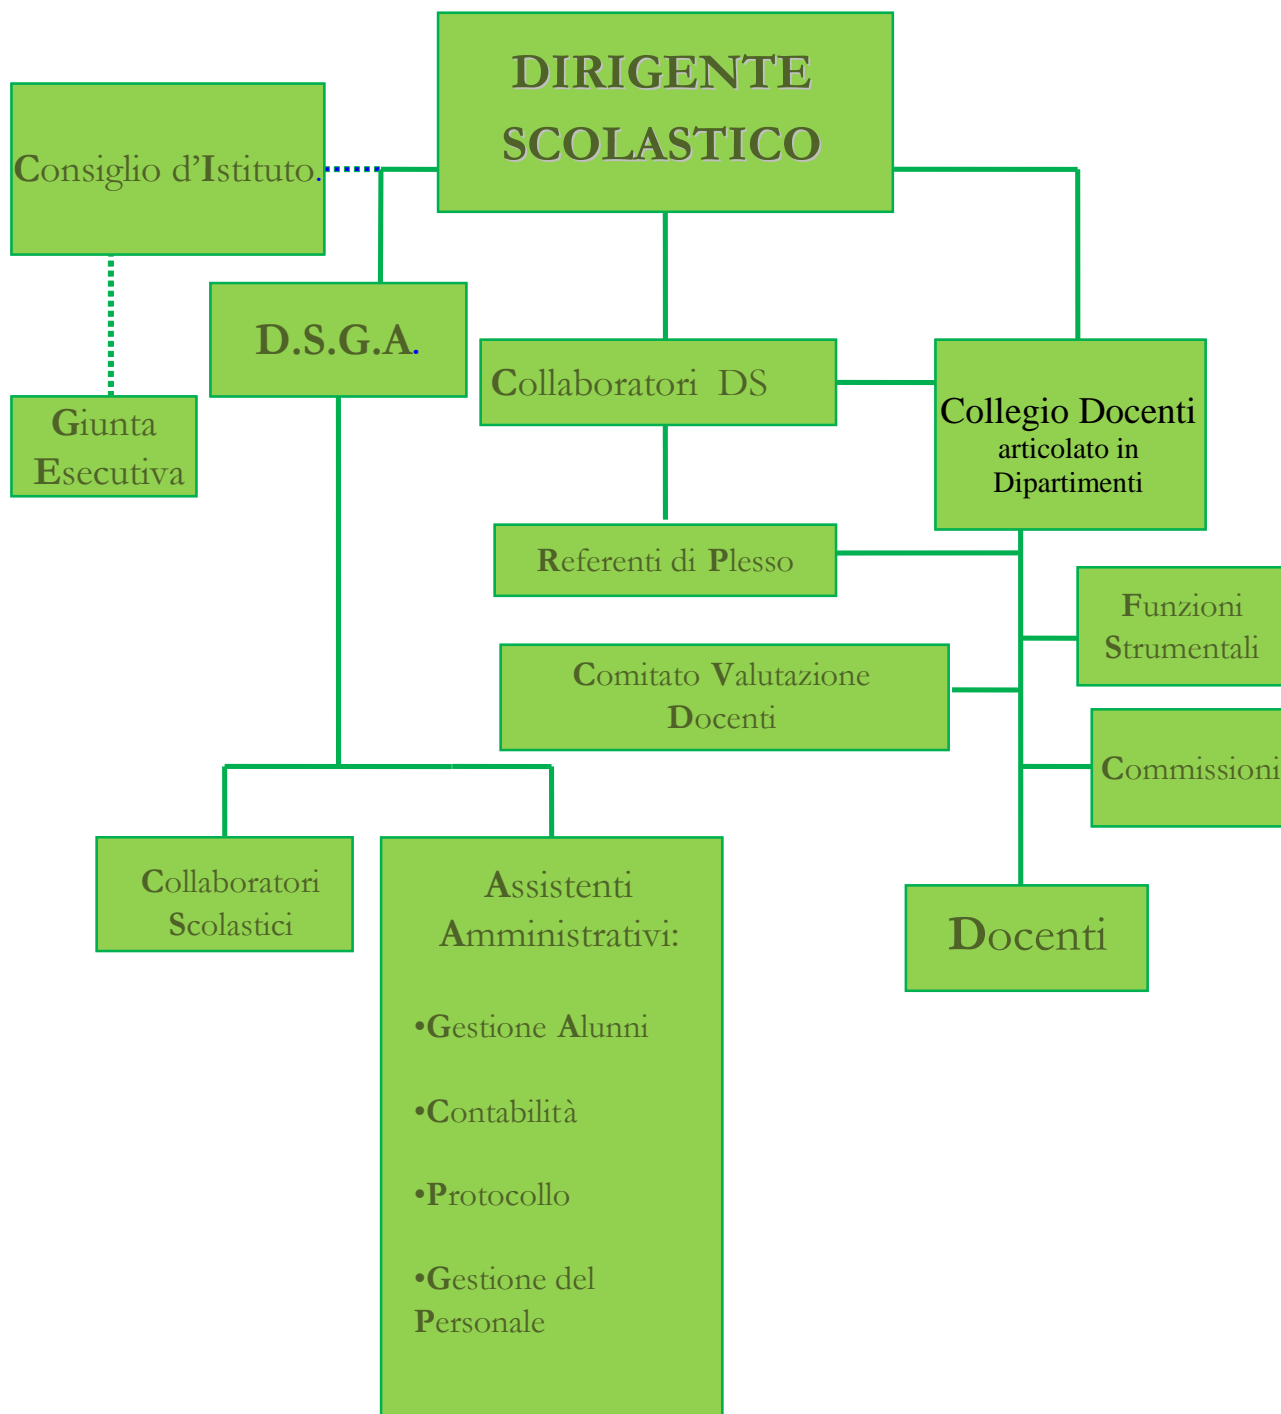 DIRIGENTE
SCOLASTICO
Consiglio d'Istituto.
D.S.G.A.
Collaboratori DS
Collegio Docenti
articolato in
Dipartimenti
Giunta
Esecutiva
Referenti di Plesso
Funzioni
Strumentali
Comitato Valutazione
Docenti
Commissioni
Collaboratori
Scolastici
Assistenti
Amministrativi:
•Gestione Alunni
•Contabilità
•Protocollo
•Gestione del
Personale
Docenti